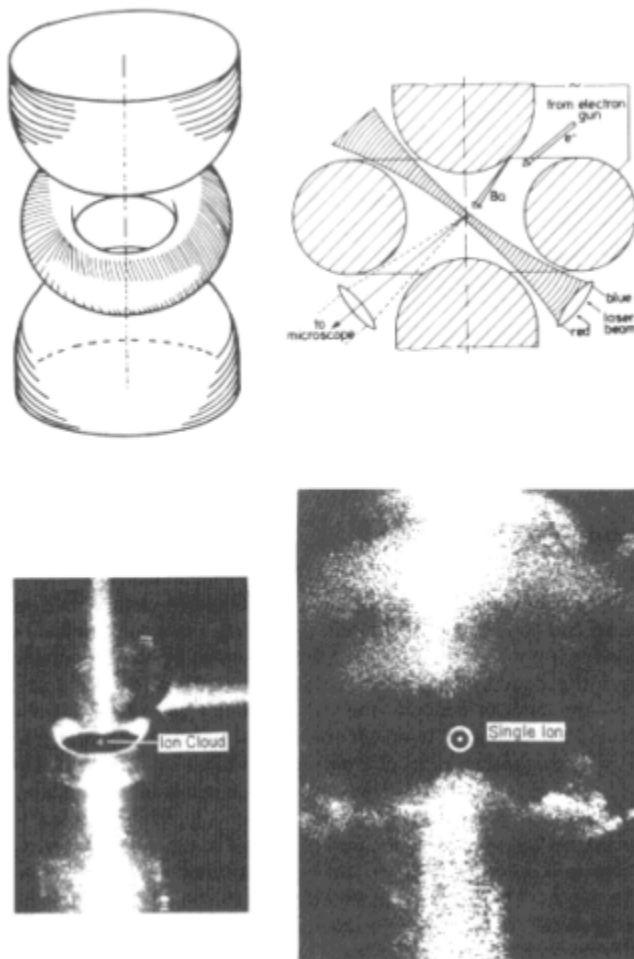 ~
from electron
gun
e⁻
Ba
blue
laser
beam
red
to
microscope
Ion Cloud
Single Ion